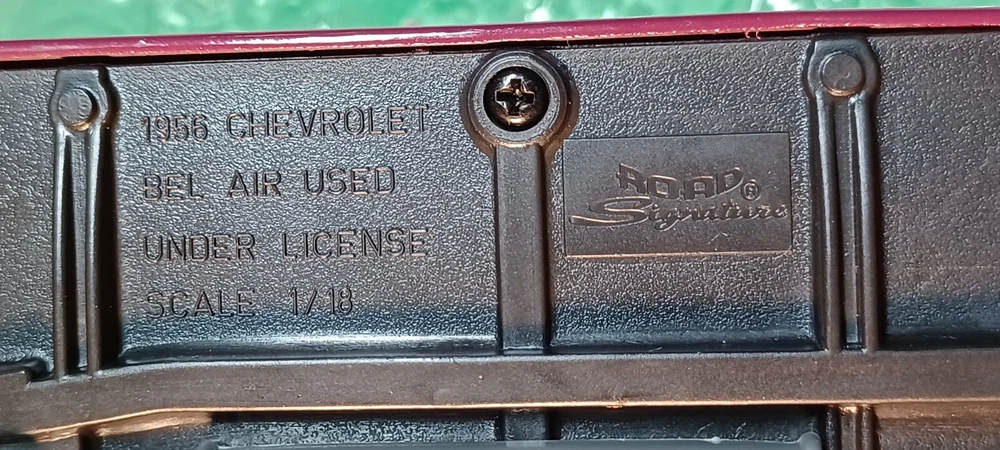 1956 CHEVROLET
BEL AIR USED
UNDER LICENSE
SCALE 1/18
ROAD®
Signature